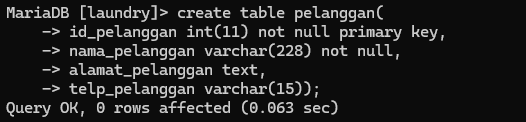 MariaDB [laundry]> create table pelanggan(
    -> id_pelanggan int(11) not null primary key,
    -> nama_pelanggan varchar(228) not null,
    -> alamat_pelanggan text,
    -> telp_pelanggan varchar(15));
Query OK, 0 rows affected (0.063 sec)